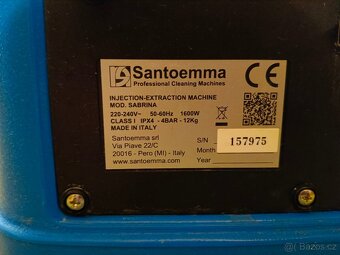 Santoemma
Professional Cleaning Machines
CE
INJECTION-EXTRACTION MACHINE
MOD. SABRINA
220-240V~ 50-60Hz 1600W
CLASS I IPX4 - 4BAR - 12Kg
MADE IN ITALY
Santoemma srl
Via Piave 22/C
20016 - Pero (MI) - Italy
www.santoemma.com
S/N 157975
Month
Year
Bazos.cz